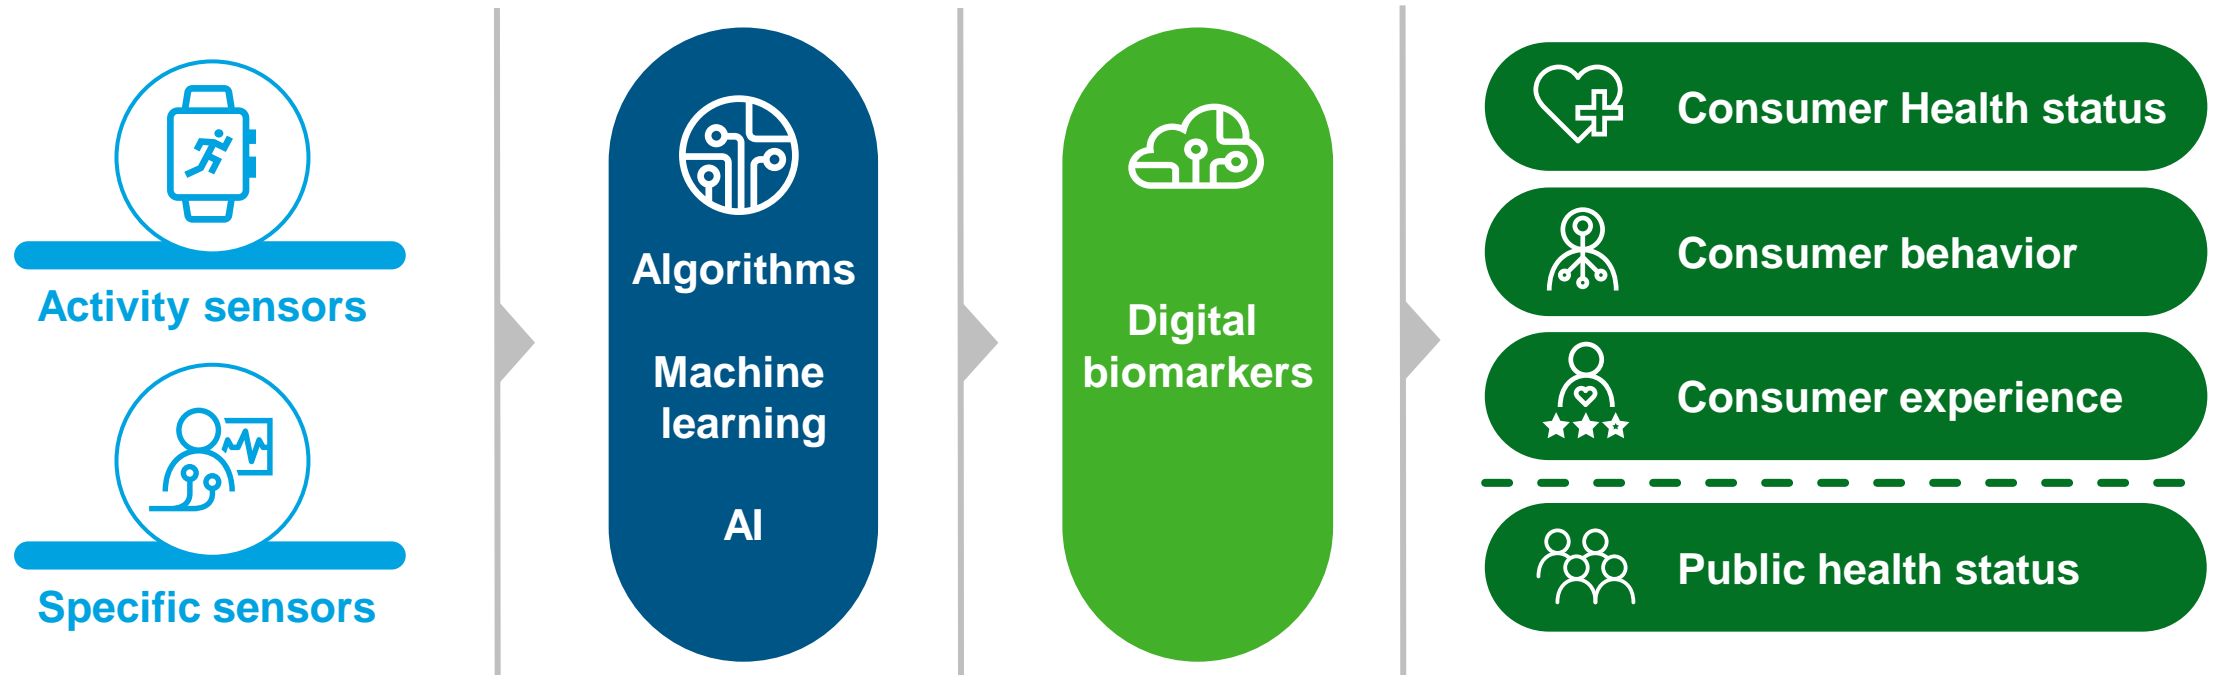 Activity sensors
Specific sensors
Algorithms
Machine
learning
AI
Digital
biomarkers
Consumer Health status
Consumer behavior
Consumer experience
Public health status